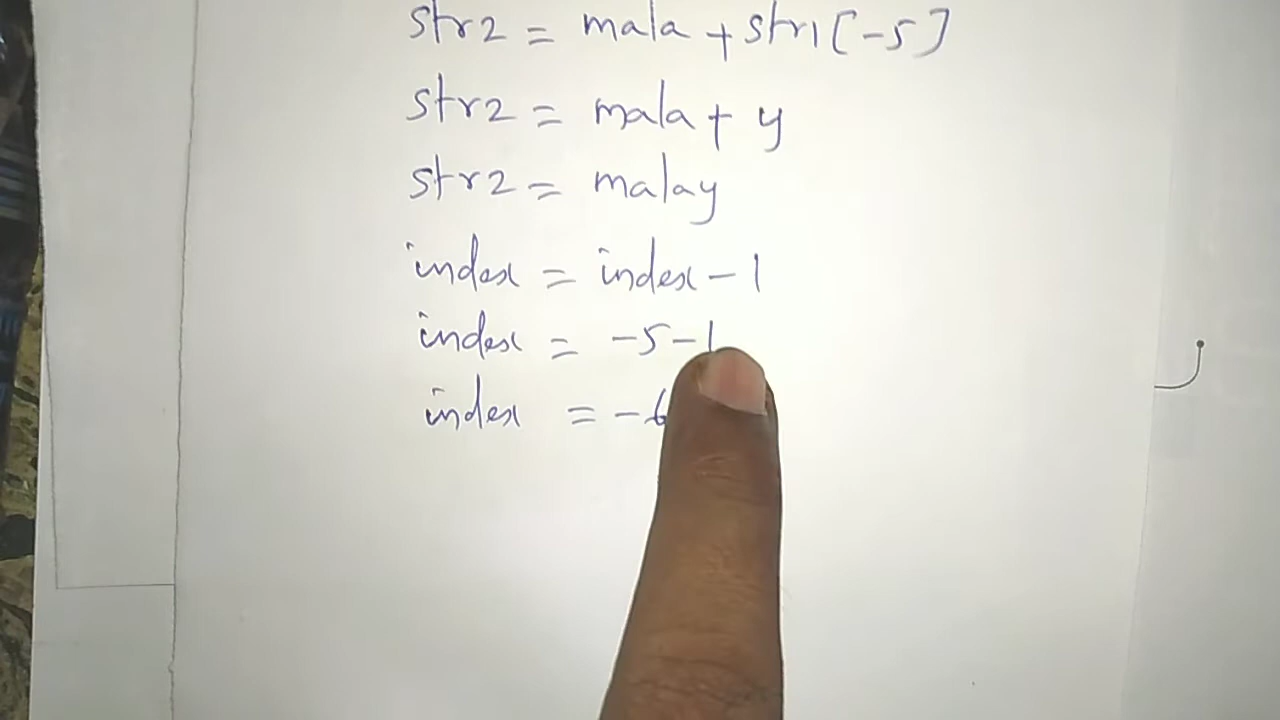 str2 = mala + str1[-5]
str2 = mala + y
str2 = malay
index = index - 1
index = -5-1
index = -6